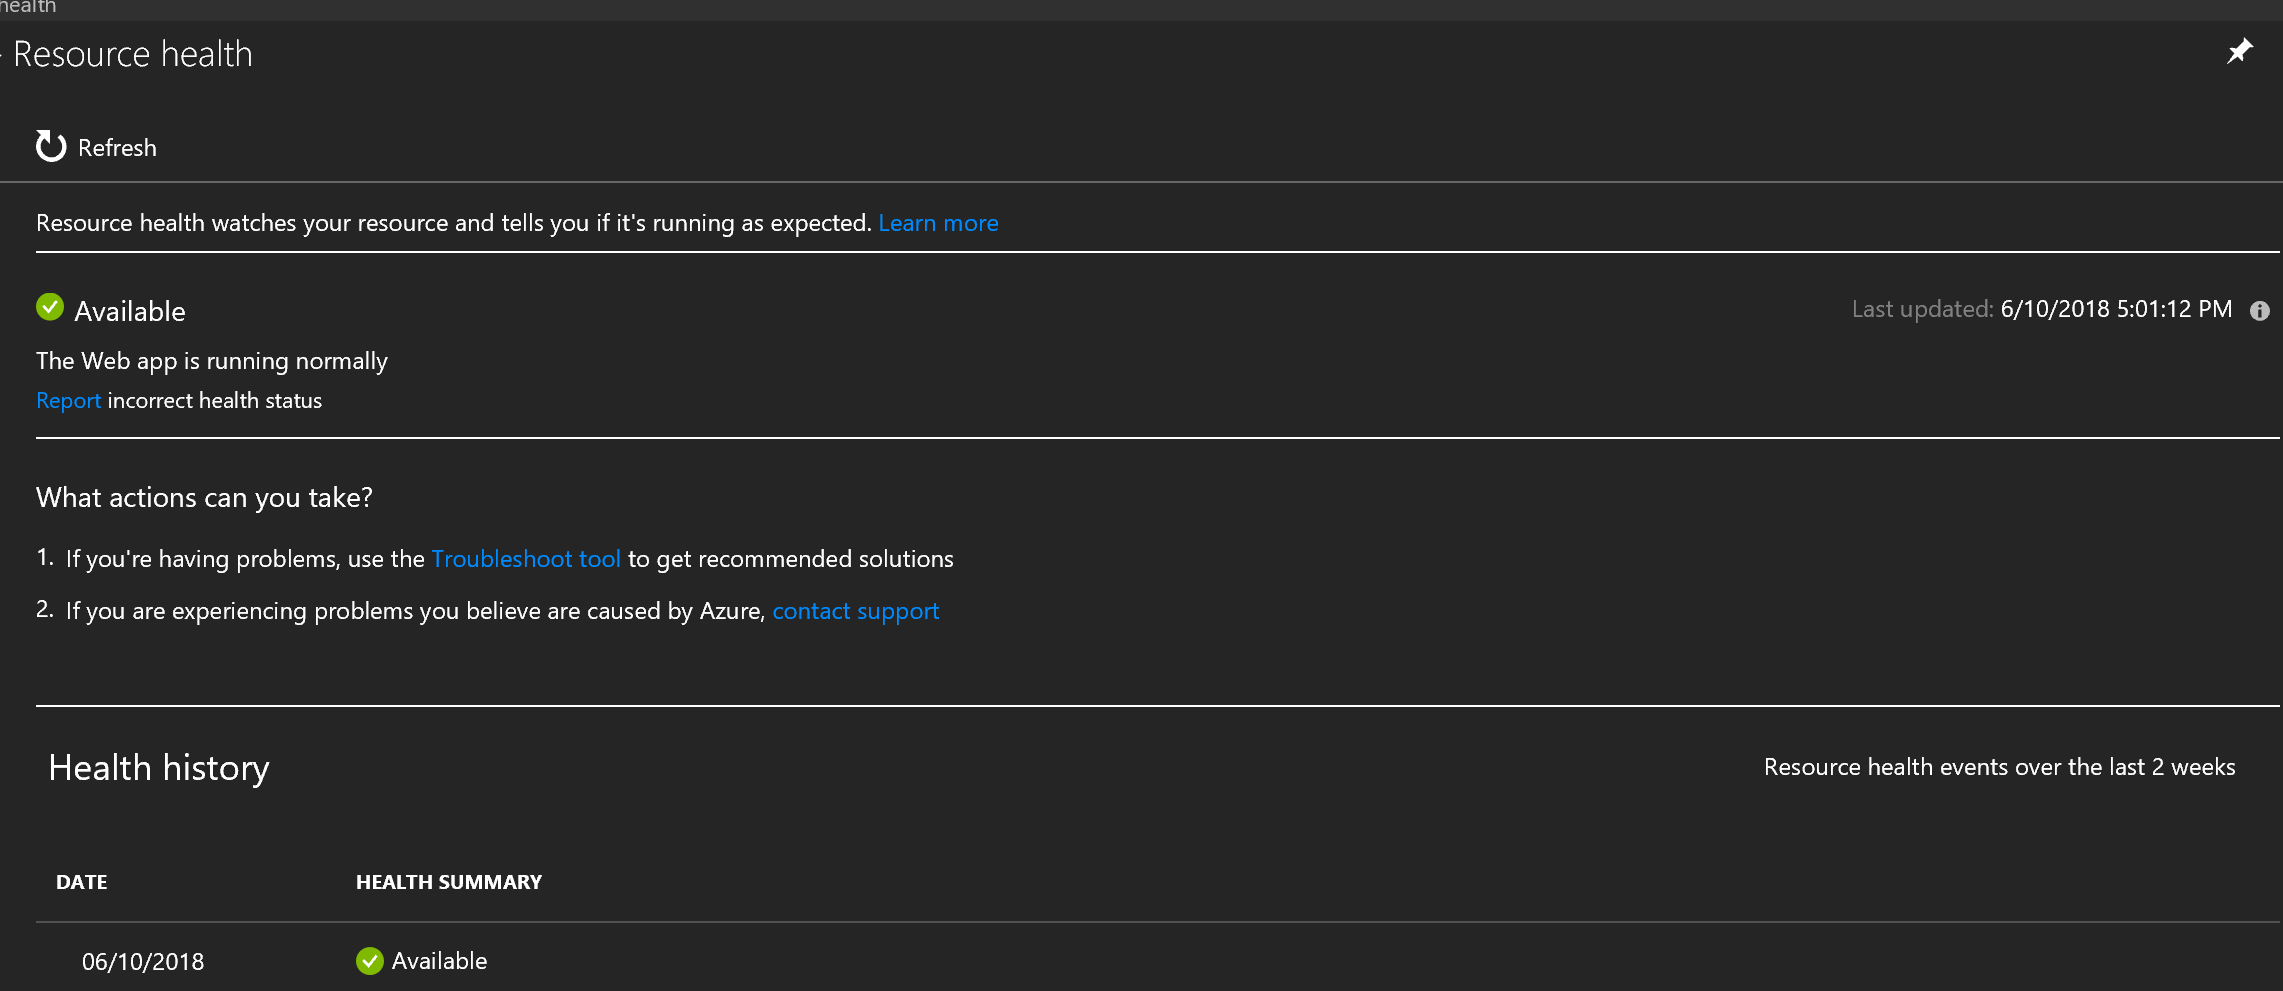 health
Resource health
Refresh
Resource health watches your resource and tells you if it's running as expected. Learn more
Available
Last updated: 6/10/2018 5:01:12 PM
The Web app is running normally
Report incorrect health status
What actions can you take?
1. If you're having problems, use the Troubleshoot tool to get recommended solutions
2. If you are experiencing problems you believe are caused by Azure, contact support
Health history
Resource health events over the last 2 weeks
DATE HEALTH SUMMARY
06/10/2018 Available